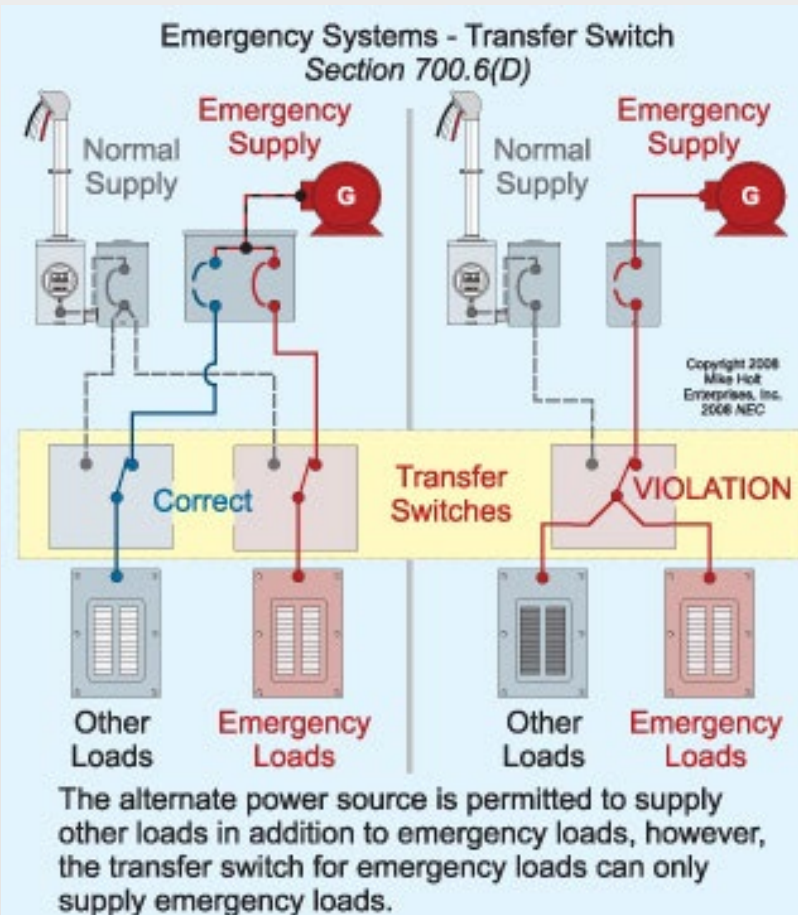 Emergency Systems - Transfer Switch
Section 700.6(D)
Normal
Supply
Emergency
Supply
G
Normal
Supply
Emergency
Supply
G
Copyright 2008
Mike Holt
Enterprises, Inc.
2008 NEC
Correct
Transfer
Switches
VIOLATION
Other
Loads
Emergency
Loads
Other
Loads
Emergency
Loads
The alternate power source is permitted to supply
other loads in addition to emergency loads, however,
the transfer switch for emergency loads can only
supply emergency loads.